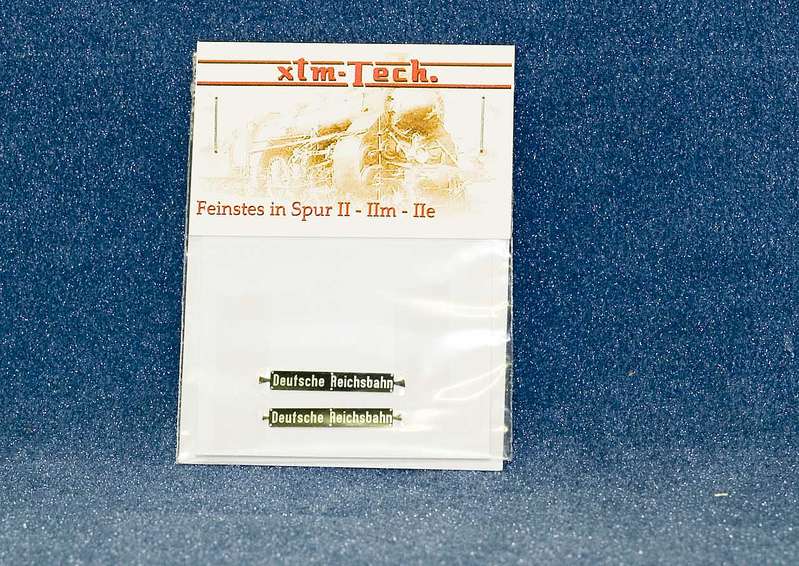 xtm-Tech.
Feinstes in Spur II - IIm - IIe
Deutsche Reichsbahn
Deutsche Reichsbahn